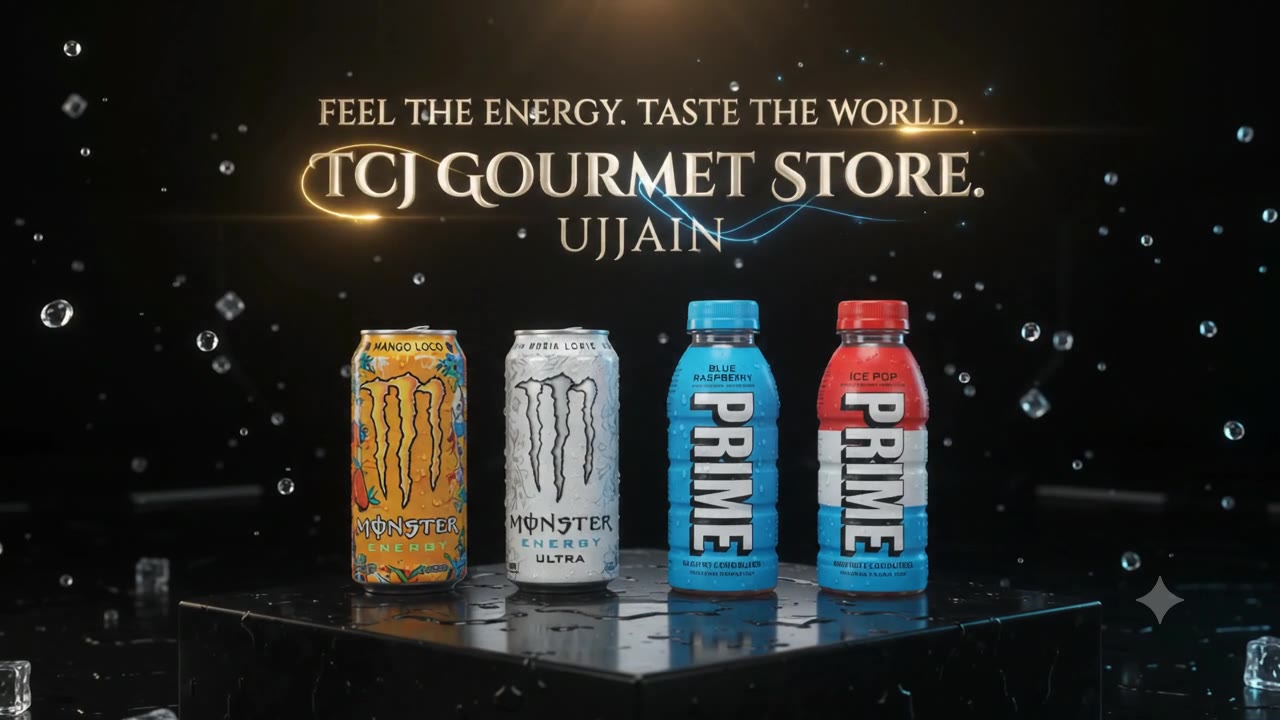 FEEL THE ENERGY. TASTE THE WORLD.
TCJ GOURMET STORE.
UJJAIN
MANGO LOCO
MONSTER
ENERGY
MONSTER
ENERGY
ULTRA
BLUE
RASPBERRY
PRIME
ICE POP
PRIME